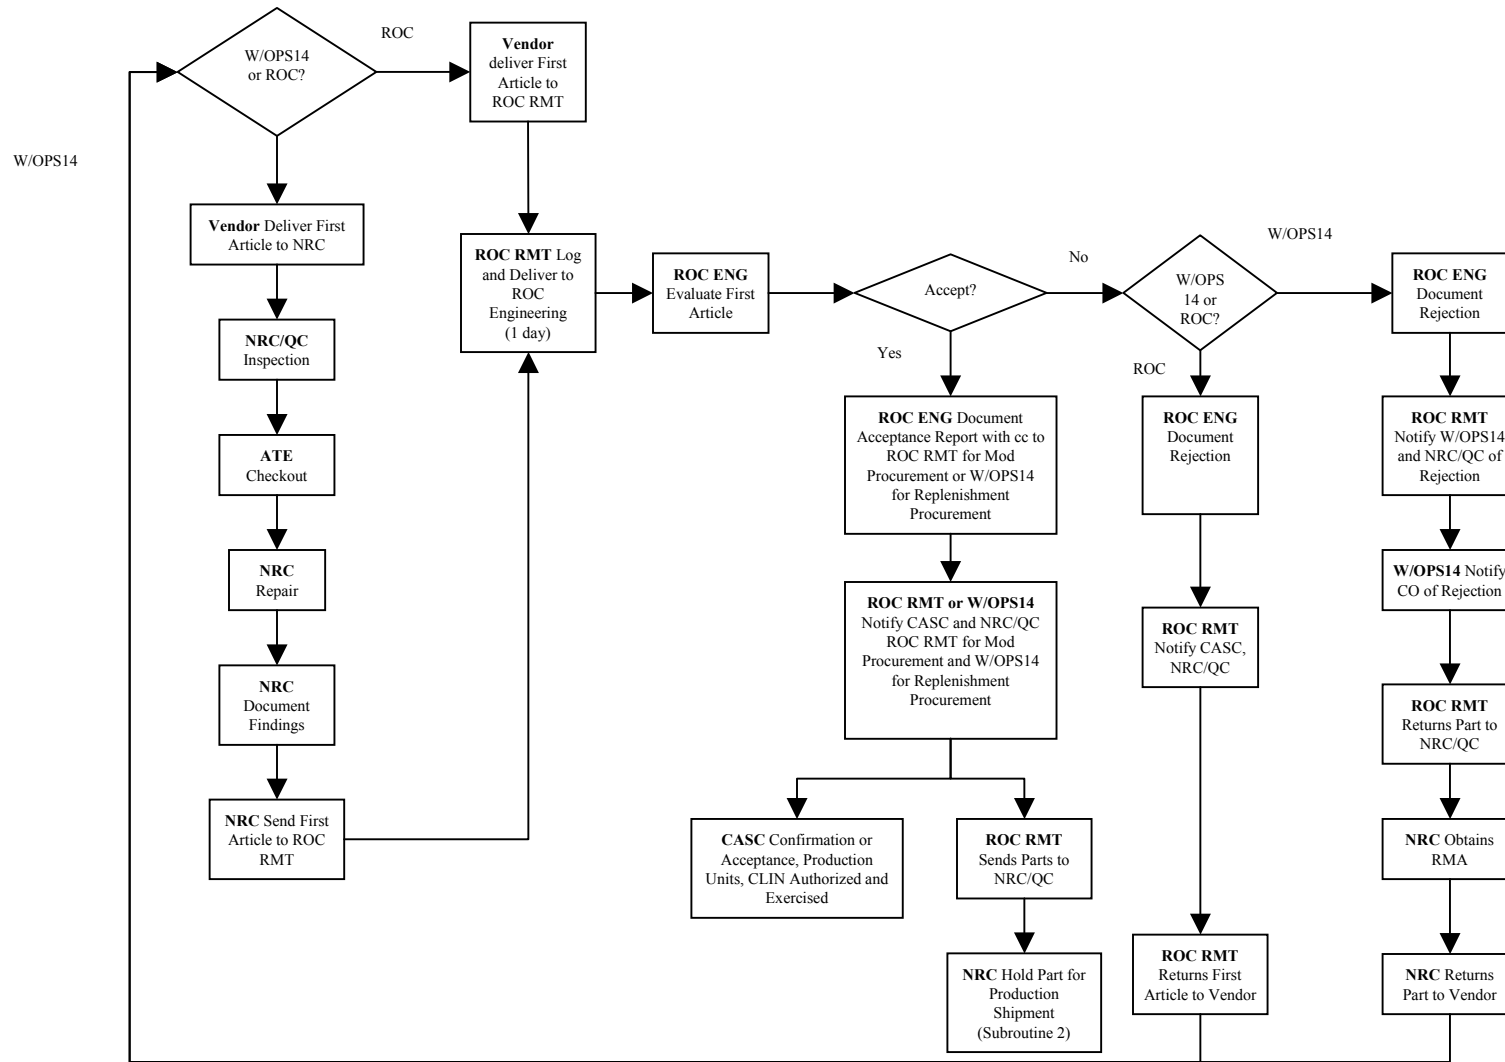 W/OPS14
or ROC?
ROC
Vendor
deliver First
Article to
ROC RMT
W/OPS14
Vendor Deliver First
Article to NRC
NRC/QC
Inspection
ATE
Checkout
NRC
Repair
NRC
Document
Findings
NRC Send First
Article to ROC
RMT
ROC RMT Log
and Deliver to
ROC
Engineering
(1 day)
ROC ENG
Evaluate First
Article
Accept?
No
Yes
ROC ENG Document
Acceptance Report with cc to
ROC RMT for Mod
Procurement or W/OPS14
for Replenishment
Procurement
ROC RMT or W/OPS14
Notify CASC and NRC/QC
ROC RMT for Mod
Procurement and W/OPS14
for Replenishment
Procurement
CASC Confirmation or
Acceptance, Production
Units, CLIN Authorized and
Exercised
ROC RMT
Sends Parts to
NRC/QC
NRC Hold Part for
Production
Shipment
(Subroutine 2)
W/OPS
14 or
ROC?
W/OPS14
ROC
ROC ENG
Document
Rejection
ROC RMT
Notify CASC,
NRC/QC
ROC RMT
Returns First
Article to Vendor
ROC ENG
Document
Rejection
ROC RMT
Notify W/OPS14
and NRC/QC of
Rejection
W/OPS14 Notify
CO of Rejection
ROC RMT
Returns Part to
NRC/QC
NRC Obtains
RMA
NRC Returns
Part to Vendor